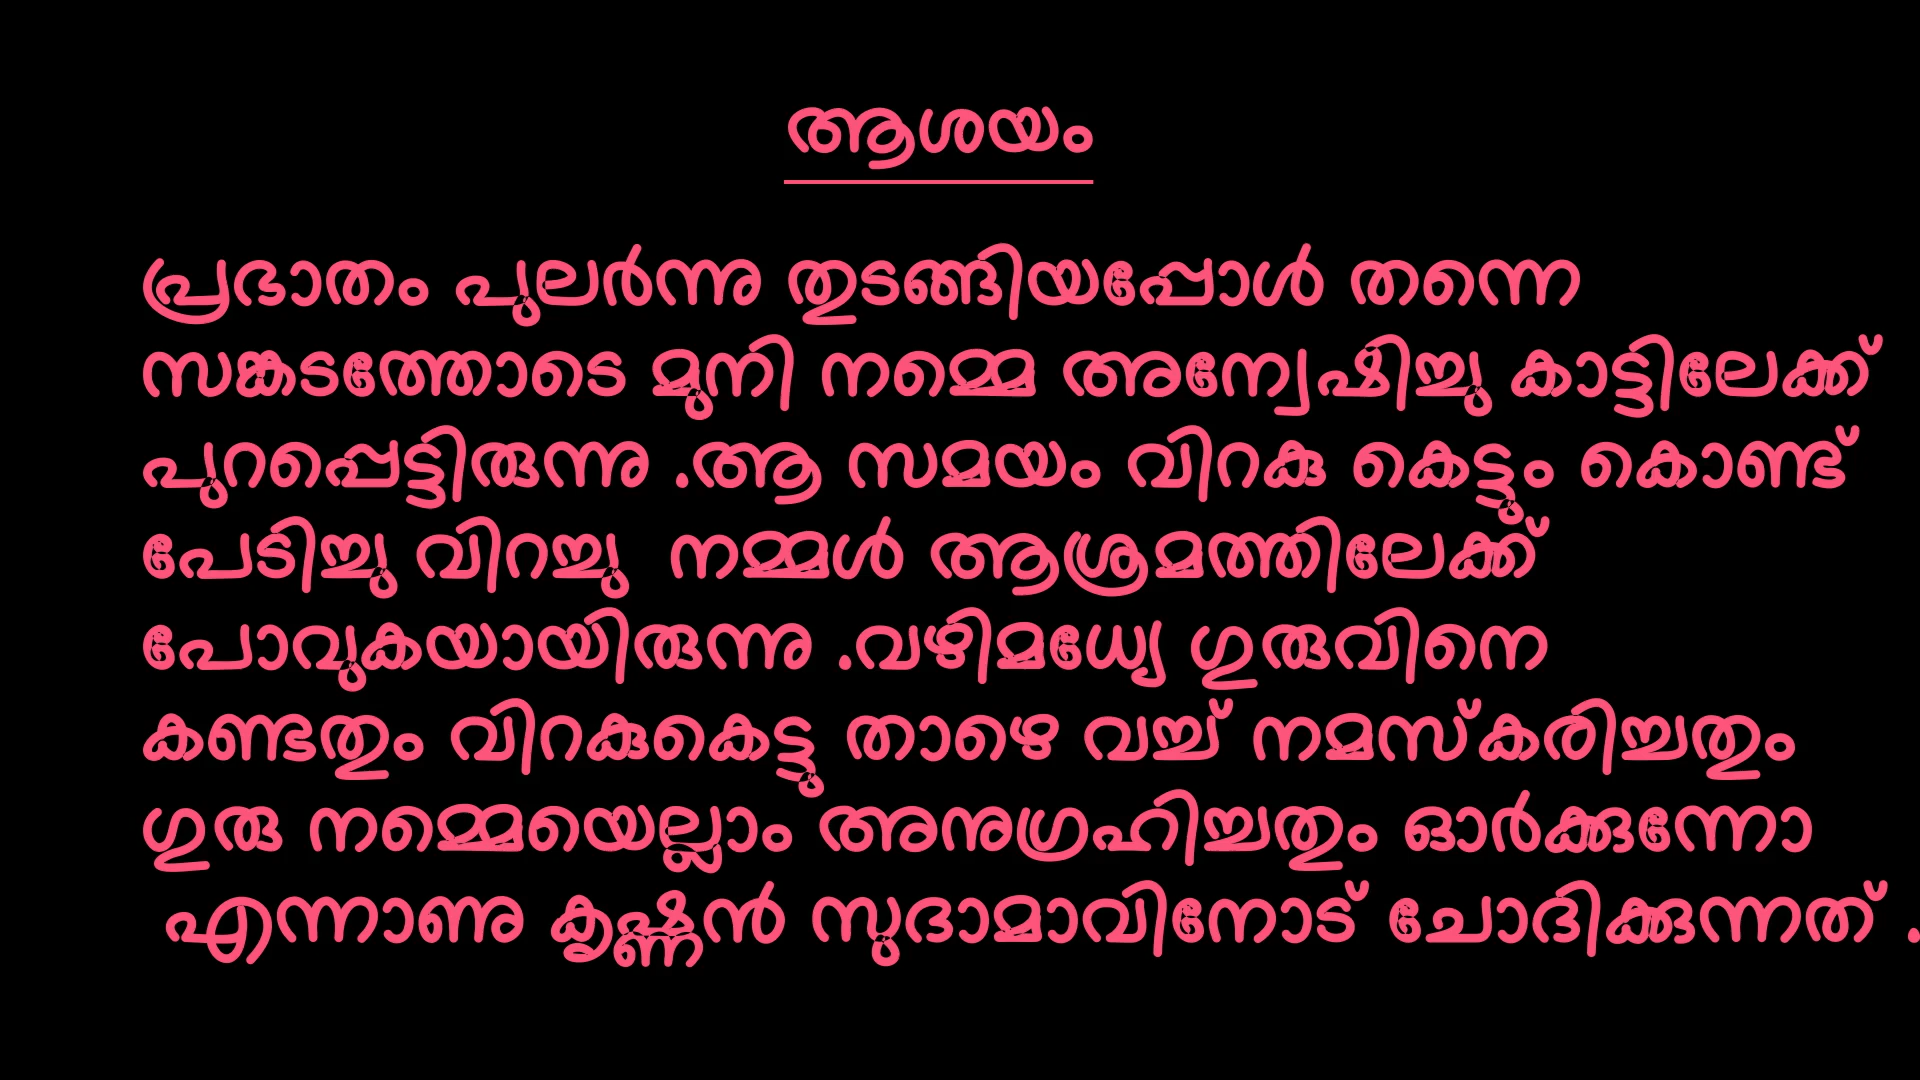 ആശയം
പ്രഭാതം പുലർന്നു തുടങ്ങിയപ്പോൾ തന്നെ
സങ്കടത്തോടെ മുനി നമ്മെ അന്വേഷിച്ചു കാട്ടിലേക്ക്
പുറപ്പെട്ടിരുന്നു .ആ സമയം വിറകു കെട്ടും കൊണ്ട്
പേടിച്ചു വിറച്ചു  നമ്മൾ ആശ്രമത്തിലേക്ക്
പോവുകയായിരുന്നു .വഴിമധ്യേ ഗുരുവിനെ
കണ്ടതും വിറകുകെട്ടു താഴെ വച്ച് നമസ്കരിച്ചതും
ഗുരു നമ്മെയെല്ലാം അനുഗ്രഹിച്ചതും ഓർക്കുന്നോ
എന്നാണു കൃഷ്ണൻ സുദാമാവിനോട് ചോദിക്കുന്നത് .